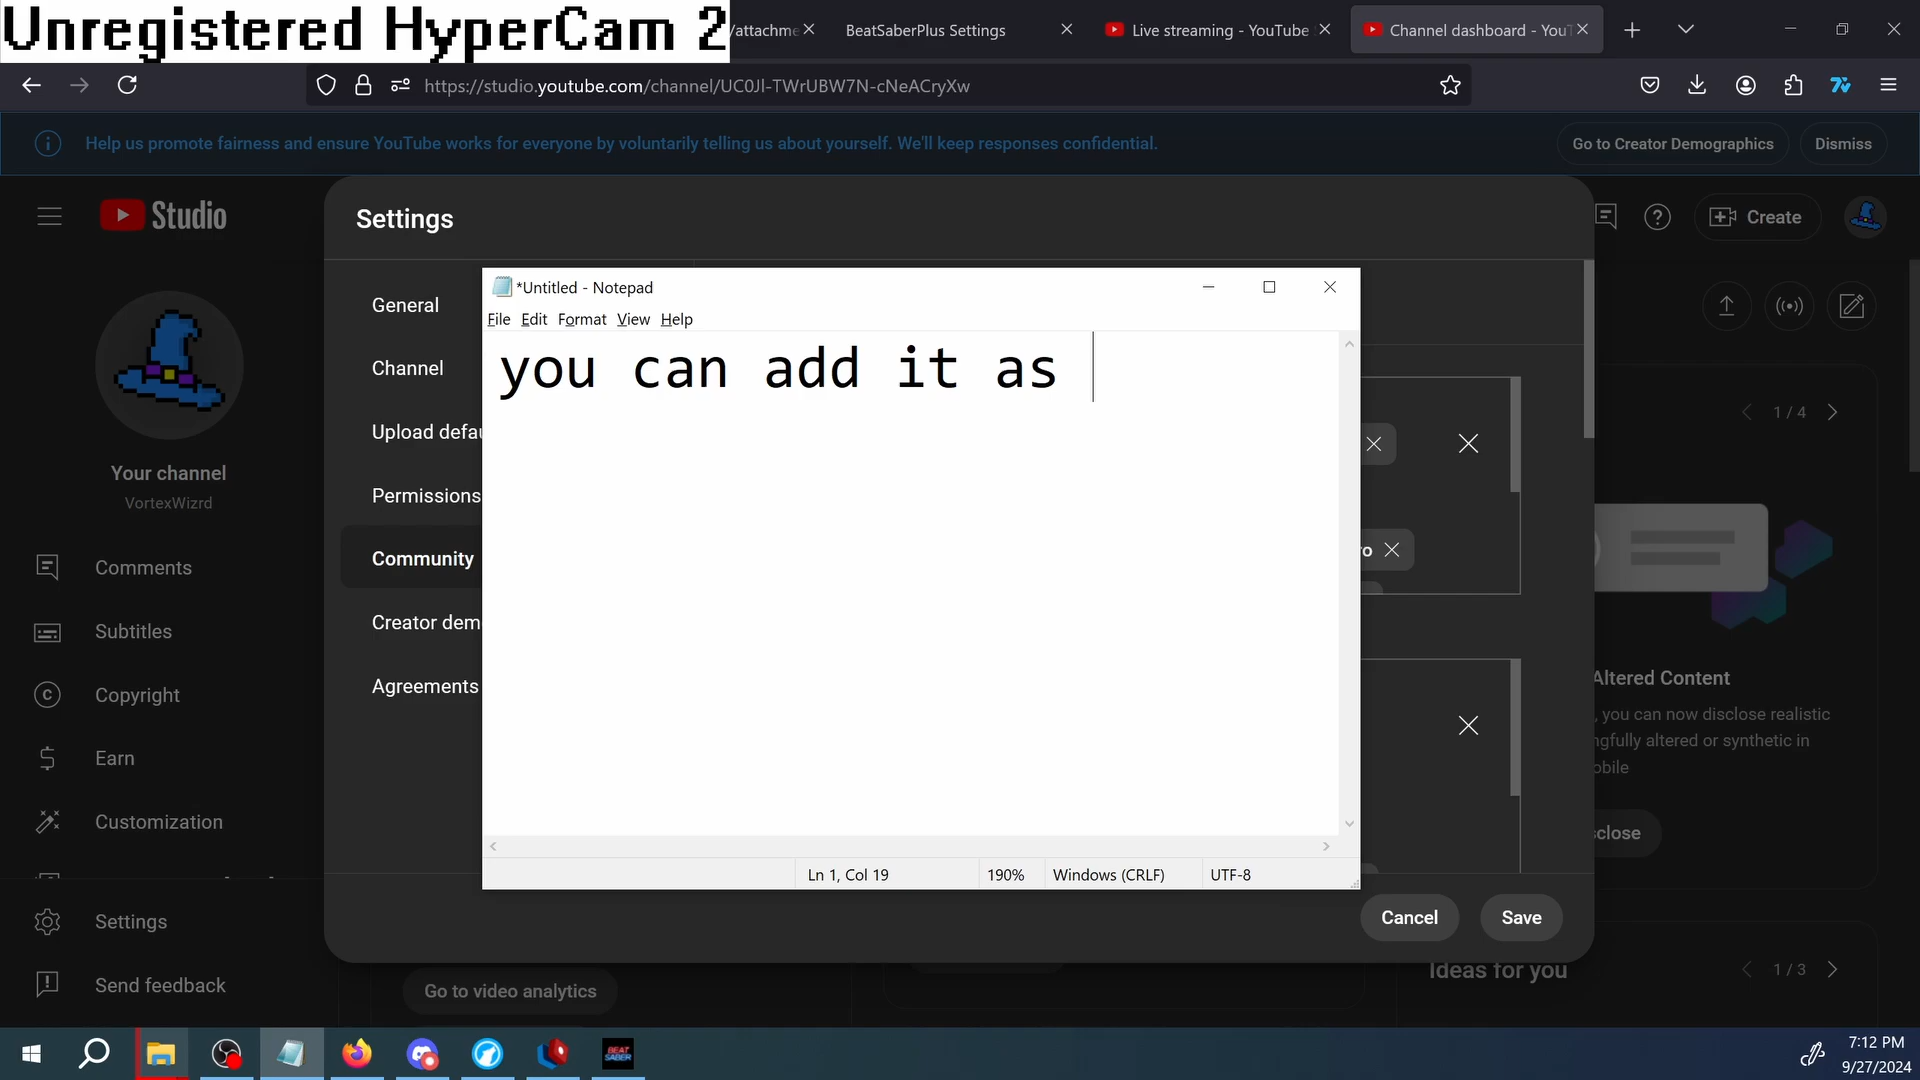 Unregistered HyperCam 2
/attachme
BeatSaberPlus Settings
Live streaming - YouTube
Channel dashboard - YouT
https://studio.youtube.com/channel/UC0Jl-TWrUBW7N-cNeACryXw
Help us promote fairness and ensure YouTube works for everyone by voluntarily telling us about yourself. We'll keep responses confidential.
Go to Creator Demographics
Dismiss
Studio
Settings
Create
*Untitled - Notepad
File Edit Format View Help
you can add it as
Ln 1, Col 19
190%
Windows (CRLF)
UTF-8
General
Channel
Upload defau
Permissions
Community
Creator dem
Agreements
Your channel
VortexWizrd
Comments
Subtitles
Copyright
Earn
Customization
Settings
Send feedback
1 / 4
ro
Altered Content
, you can now disclose realistic
ngfully altered or synthetic in
obile
sclose
Cancel
Save
Go to video analytics
Ideas for you
1 / 3
BEAT SABER
7:12 PM
9/27/2024